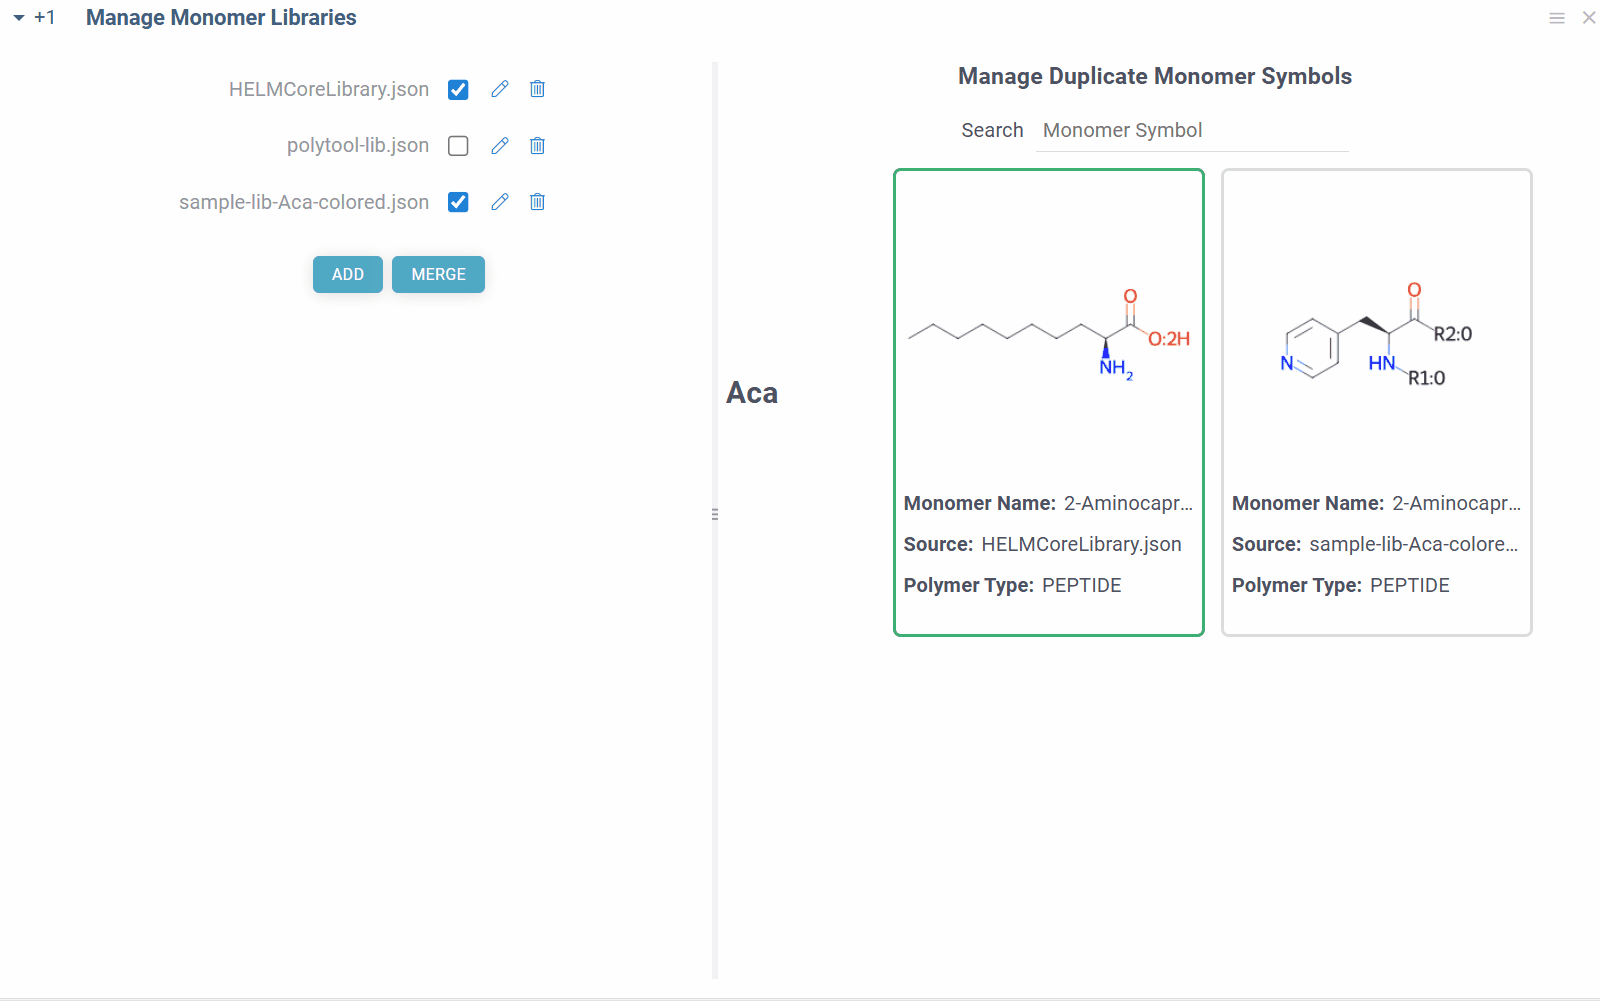 +1 Manage Monomer Libraries
HELMCoreLibrary.json
polytool-lib.json
sample-lib-Aca-colored.json
ADD MERGE
Manage Duplicate Monomer Symbols
Search Monomer Symbol
Aca
O
O:2H
NH2
Monomer Name: 2-Aminocapr...
Source: HELMCoreLibrary.json
Polymer Type: PEPTIDE
O
R2:0
N HN
R1:0
Monomer Name: 2-Aminocapr...
Source: sample-lib-Aca-colore...
Polymer Type: PEPTIDE